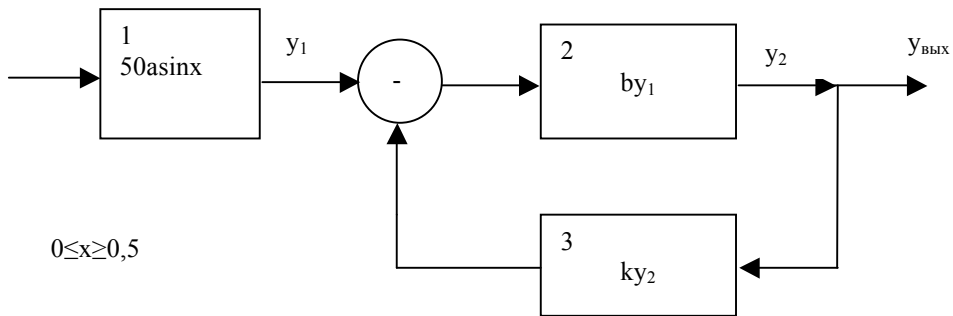 1
50asinx
y₁
-
2
by₁
y₂
yвых
3
ky₂
0≤x≥0,5